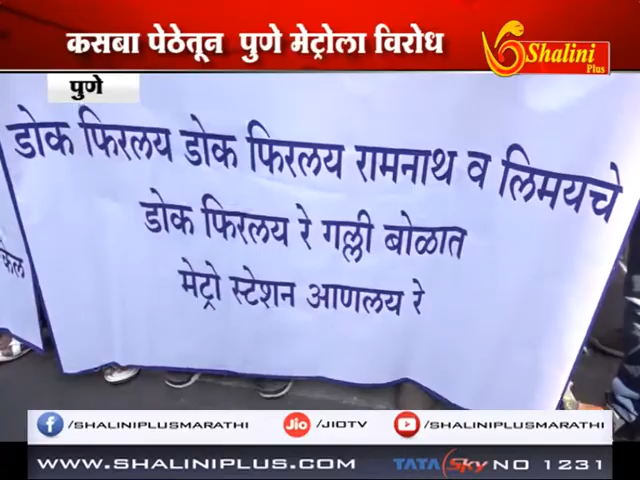 कसबा पेठेतून पुणे मेट्रोला विरोध
Shalini
Plus
पुणे
डोक फिरलय डोक फिरलय रामनाथ व लिमयचे
डोक फिरलय रे गल्ली बोळात
मेट्रो स्टेशन आणलय रे
केल
/SHALINIPLUSMARATHI
Jio /JIOTV
/SHALINIPLUSMARATHI
WWW.SHALINIPLUS.COM
TATA Sky NO 1231